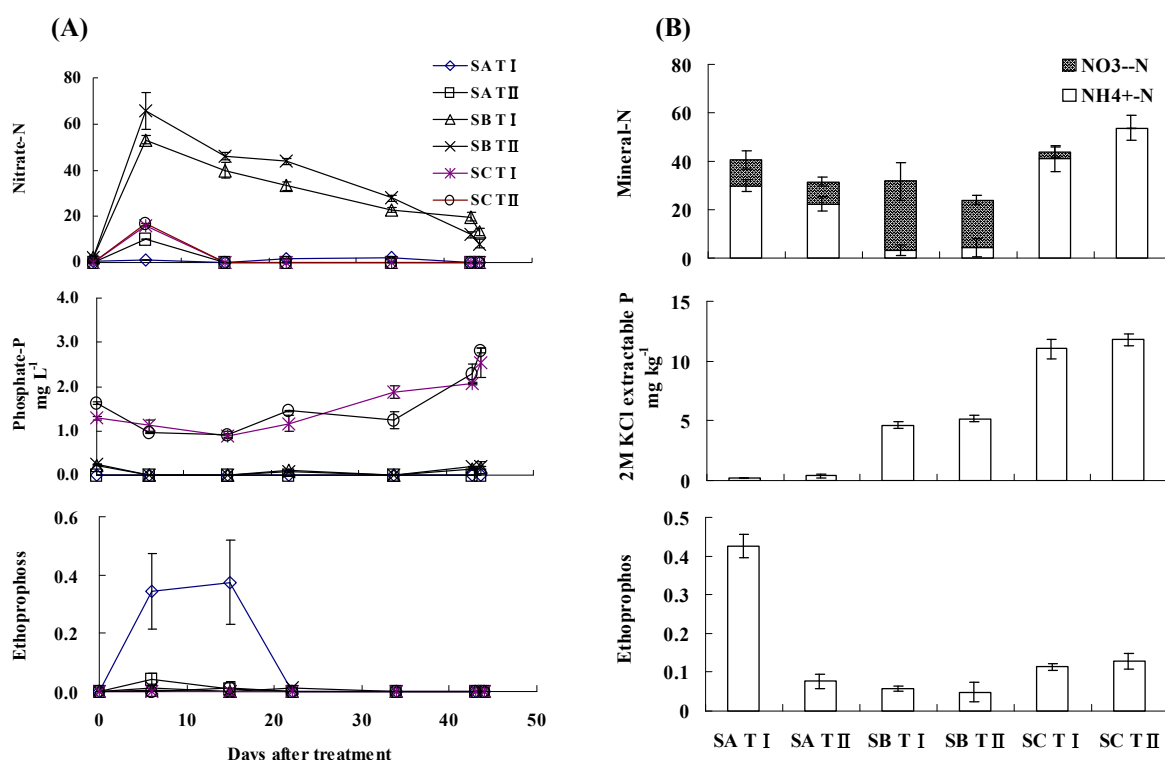 (A)
SA T I
SA T II
SB T I
SB T II
SC T I
SC T II
Nitrate-N
80
60
40
20
0
Phosphate-P
mg L-1
4.0
3.0
2.0
1.0
0.0
Ethoprophoss
0.6
0.4
0.2
0.0
0
10
20
30
40
50
Days after treatment
(B)
NO3--N
NH4+-N
Mineral-N
80
60
40
20
0
2M KCl extractable P
mg kg-1
15
10
5
0
Ethoprophos
0.5
0.4
0.3
0.2
0.1
0
SA T I
SA T II
SB T I
SB T II
SC T I
SC T II